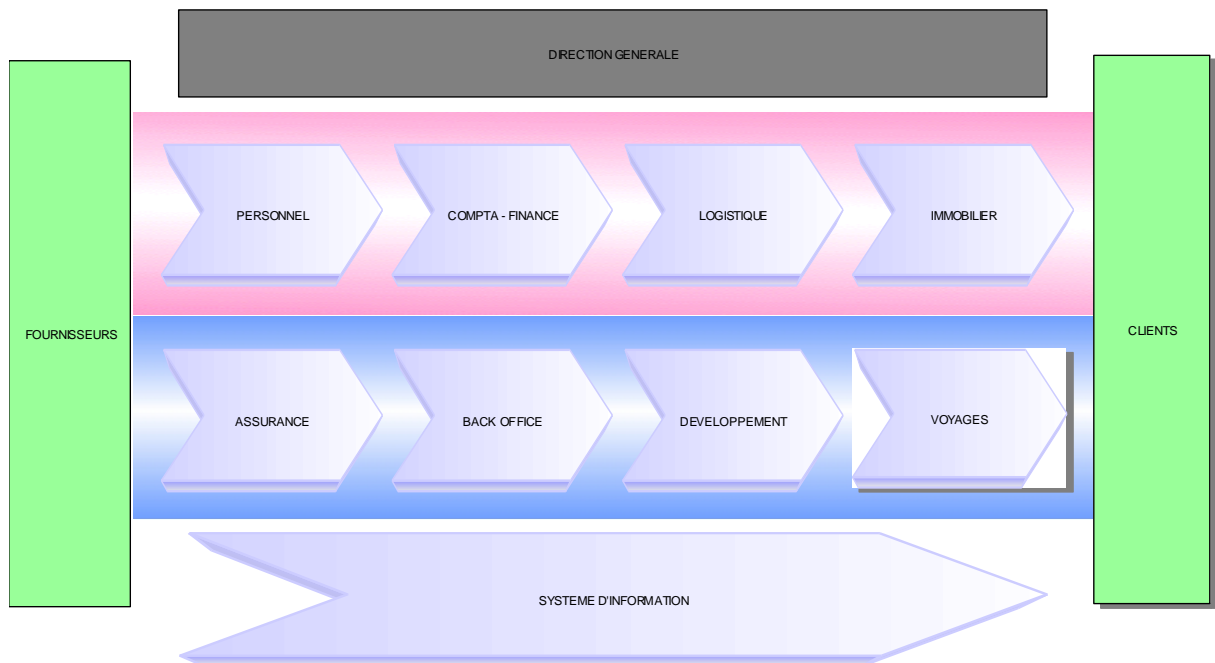 DIRECTION GENERALE
PERSONNEL
COMPTA - FINANCE
LOGISTIQUE
IMMOBILIER
FOURNISSEURS
CLIENTS
ASSURANCE
BACK OFFICE
DEVELOPPEMENT
VOYAGES
SYSTEME D'INFORMATION